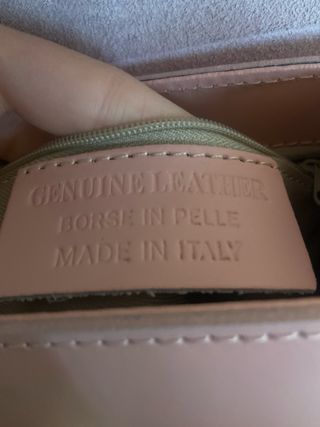 GENUINE LEATHER
BORSE IN PELLE
MADE IN ITALY